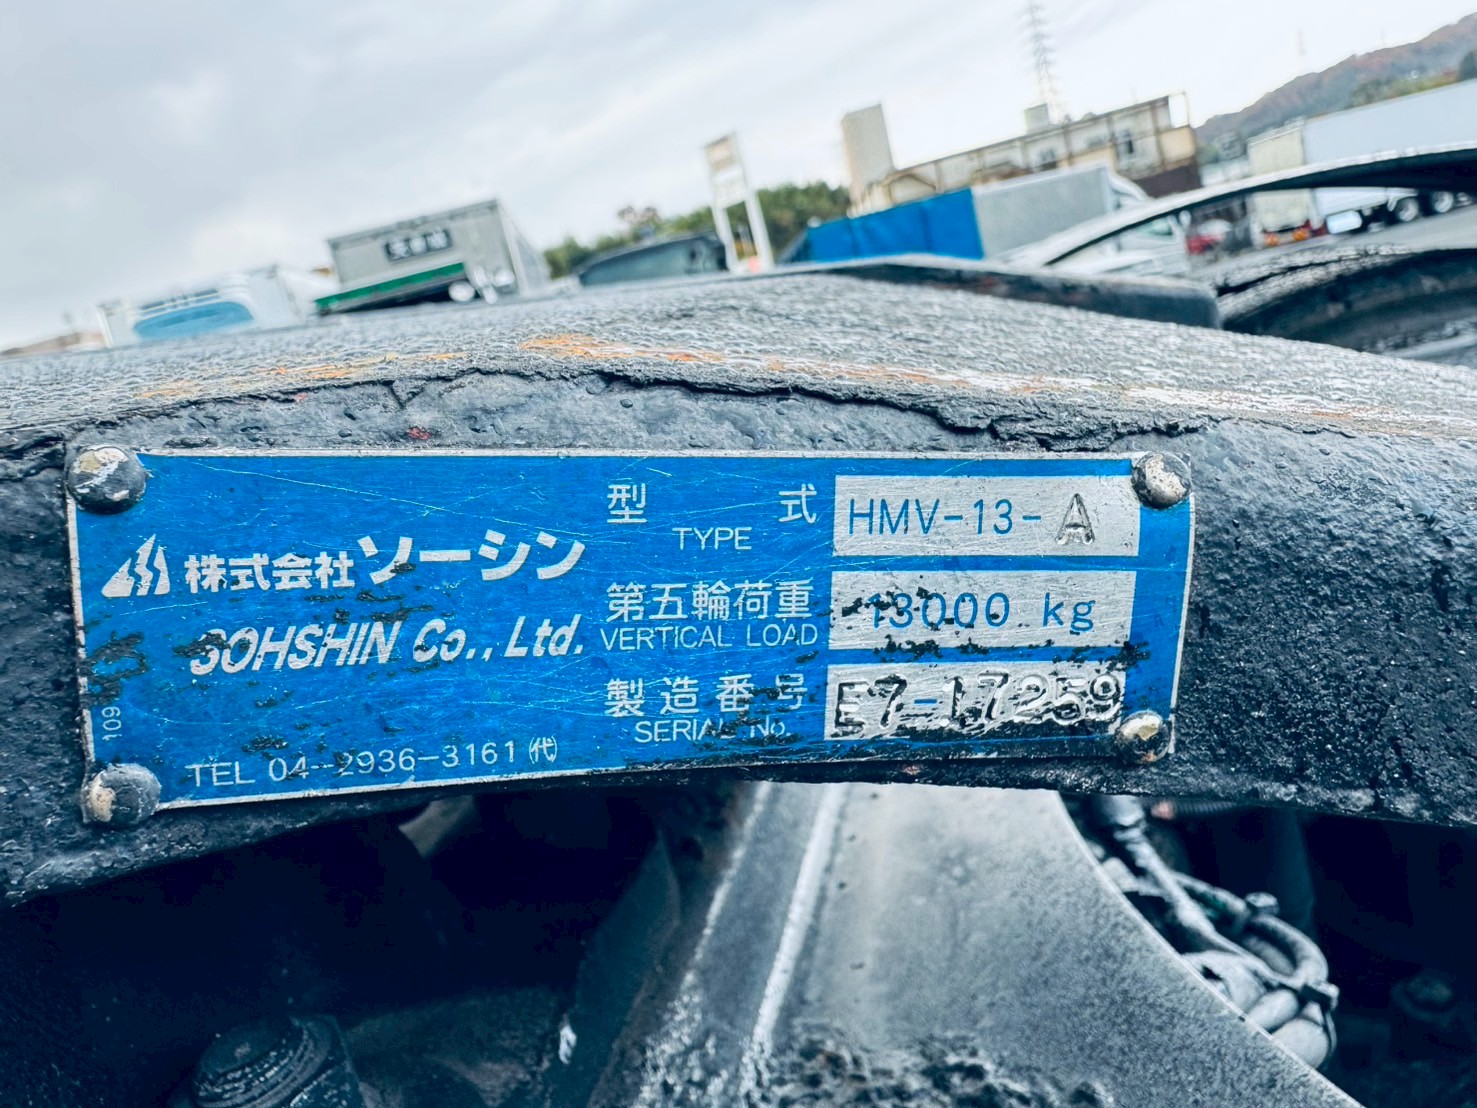 株式会社ソーシン
SOHSHIN Co., Ltd.
TEL 04-2936-3161 ㈹
型 式
TYPE
HMV-13-A
第五輪荷重
VERTICAL LOAD
13000 kg
製造番号
SERIAL No.
E7-17259
109